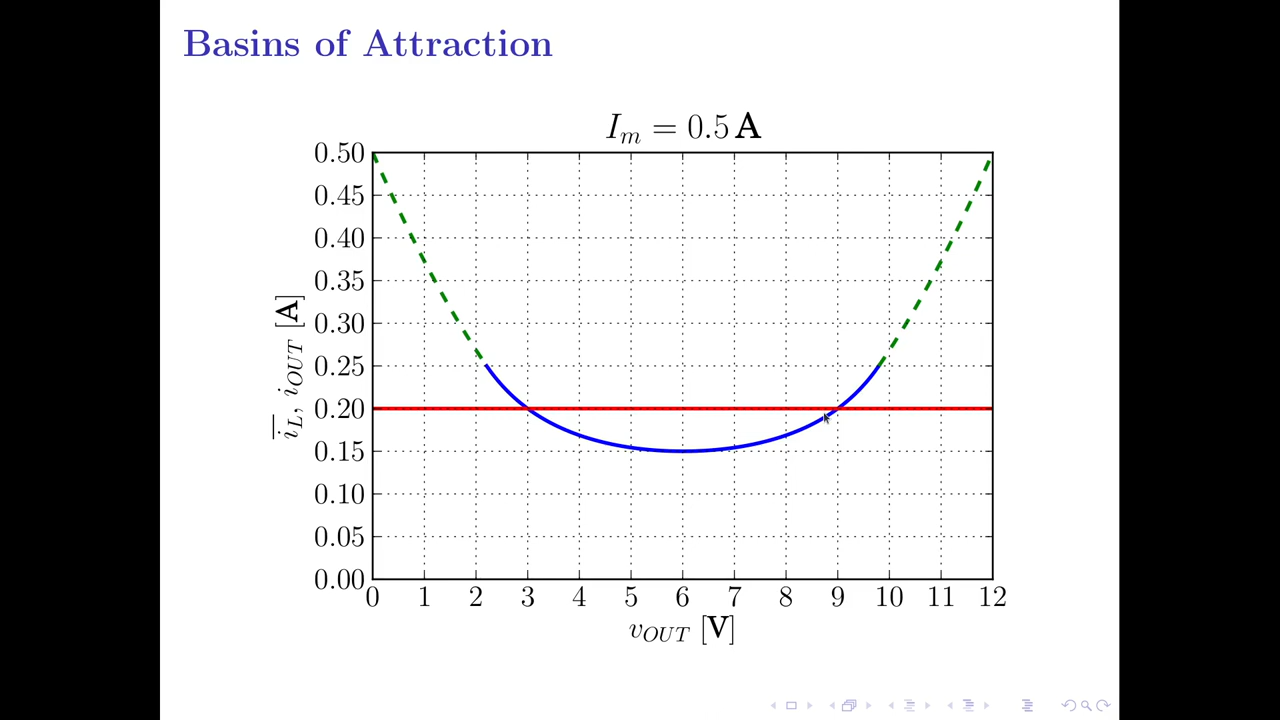 Basins of Attraction
I_m = 0.5 A
0.50
0.45
0.40
0.35
0.30
0.25
0.20
0.15
0.10
0.05
0.00
i_L, i_OUT [A]
0 1 2 3 4 5 6 7 8 9 10 11 12
v_OUT [V]